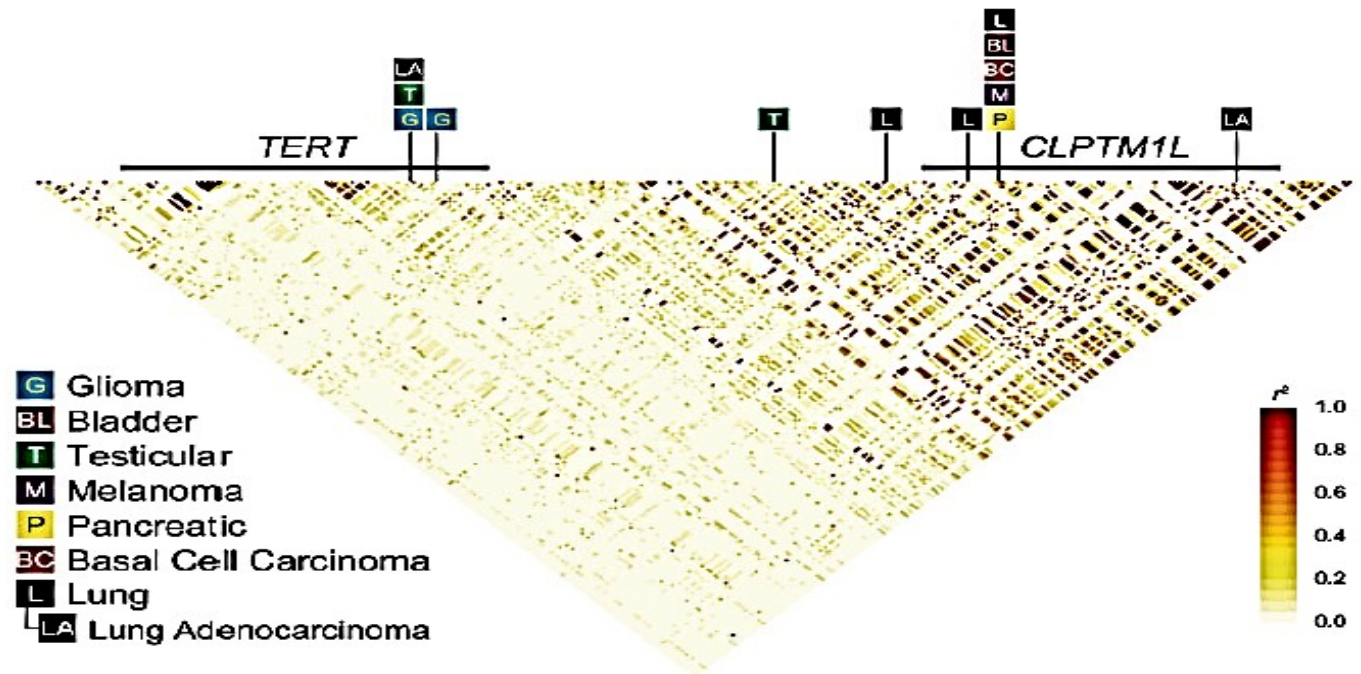 L
BL
LA BC
T M
G G T L L P LA
TERT CLPTM1L
G Glioma
BL Bladder
T Testicular
M Melanoma
P Pancreatic
BC Basal Cell Carcinoma
L Lung
LA Lung Adenocarcinoma
r²
1.0
0.8
0.6
0.4
0.2
0.0